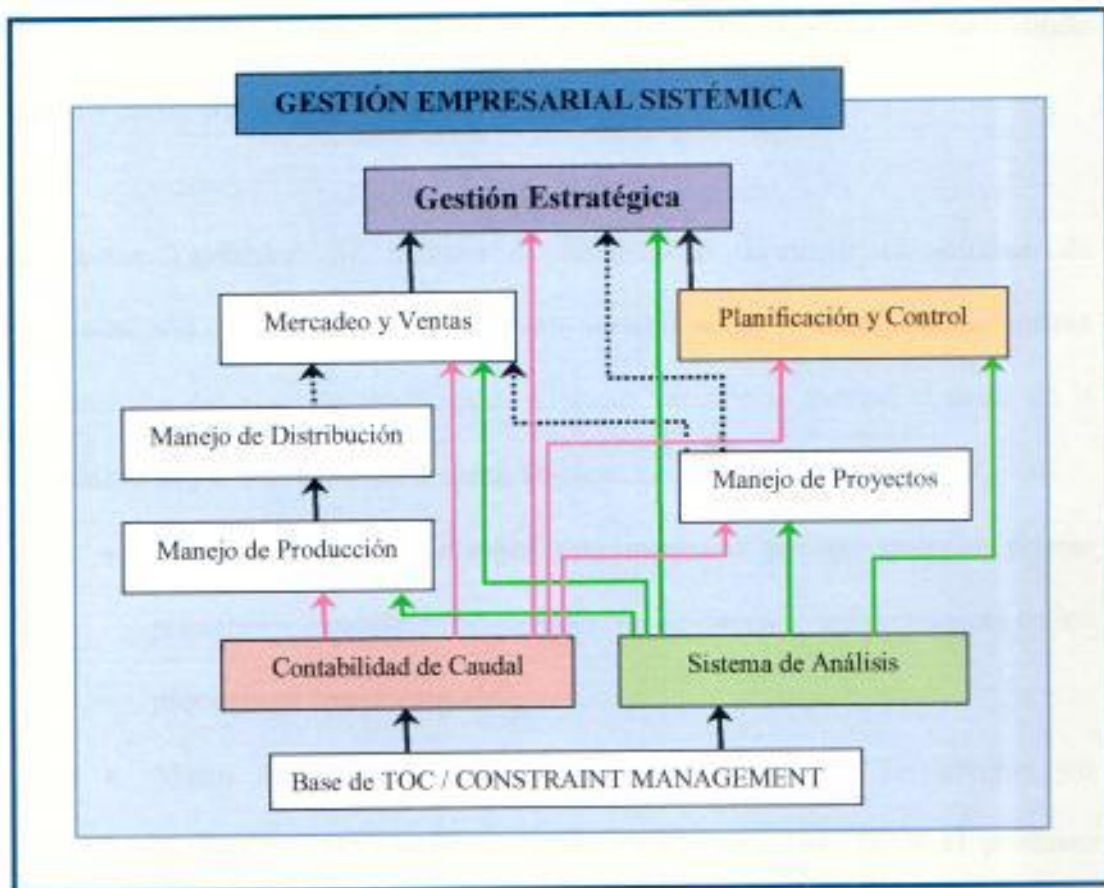 GESTIÓN EMPRESARIAL SISTÉMICA
Gestión Estratégica
Mercadeo y Ventas
Planificación y Control
Manejo de Distribución
Manejo de Proyectos
Manejo de Producción
Contabilidad de Caudal
Sistema de Análisis
Base de TOC / CONSTRAINT MANAGEMENT